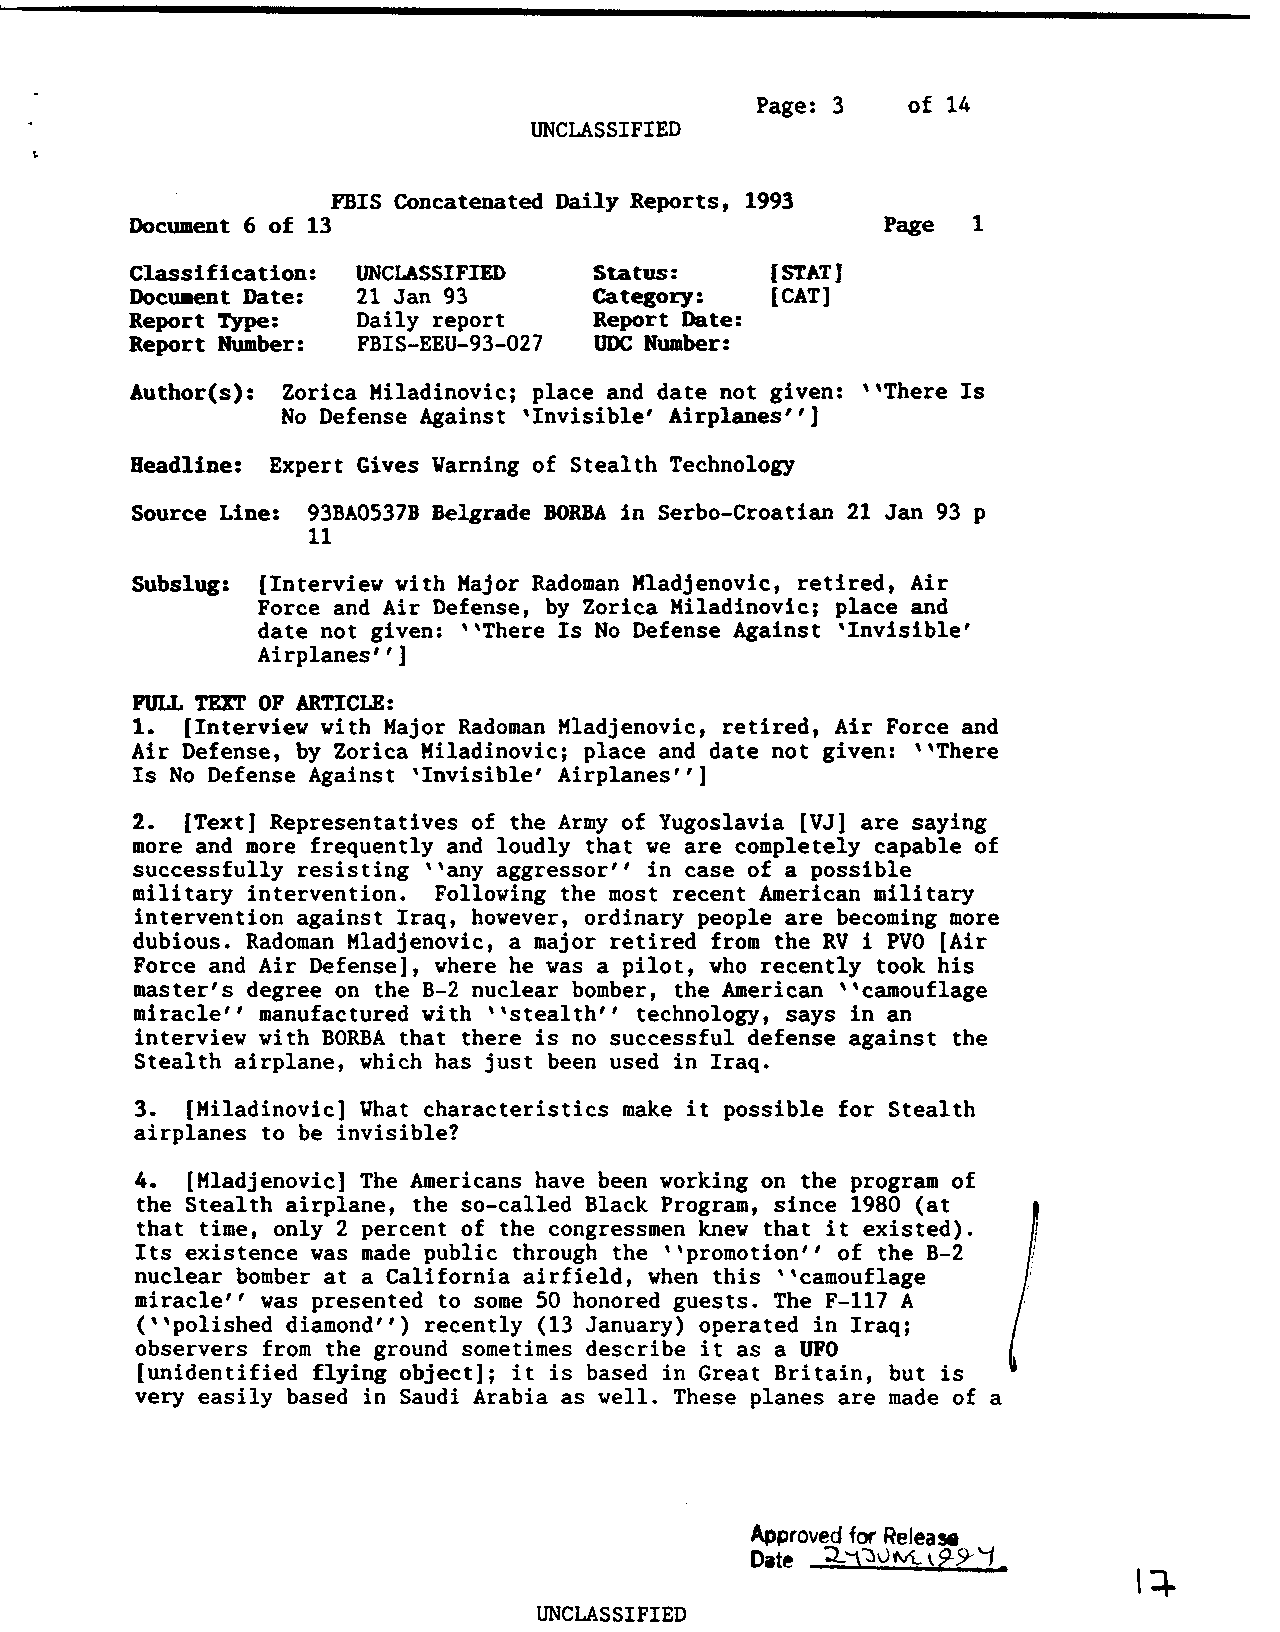 Page: 3 of 14
UNCLASSIFIED
FBIS Concatenated Daily Reports, 1993
Document 6 of 13 Page 1
Classification: UNCLASSIFIED Status: [STAT]
Document Date: 21 Jan 93 Category: [CAT]
Report Type: Daily report Report Date:
Report Number: FBIS-EEU-93-027 UDC Number:
Author(s): Zorica Miladinovic; place and date not given: ``There Is
No Defense Against `Invisible' Airplanes'']
Headline: Expert Gives Warning of Stealth Technology
Source Line: 93BA0537B Belgrade BORBA in Serbo-Croatian 21 Jan 93 p
11
Subslug: [Interview with Major Radoman Mladjenovic, retired, Air
Force and Air Defense, by Zorica Miladinovic; place and
date not given: ``There Is No Defense Against `Invisible'
Airplanes'']
FULL TEXT OF ARTICLE:
1. [Interview with Major Radoman Mladjenovic, retired, Air Force and
Air Defense, by Zorica Miladinovic; place and date not given: ``There
Is No Defense Against `Invisible' Airplanes'']
2. [Text] Representatives of the Army of Yugoslavia [VJ] are saying
more and more frequently and loudly that we are completely capable of
successfully resisting ``any aggressor'' in case of a possible
military intervention. Following the most recent American military
intervention against Iraq, however, ordinary people are becoming more
dubious. Radoman Mladjenovic, a major retired from the RV i PVO [Air
Force and Air Defense], where he was a pilot, who recently took his
master's degree on the B-2 nuclear bomber, the American ``camouflage
miracle'' manufactured with ``stealth'' technology, says in an
interview with BORBA that there is no successful defense against the
Stealth airplane, which has just been used in Iraq.
3. [Miladinovic] What characteristics make it possible for Stealth
airplanes to be invisible?
4. [Mladjenovic] The Americans have been working on the program of
the Stealth airplane, the so-called Black Program, since 1980 (at
that time, only 2 percent of the congressmen knew that it existed).
Its existence was made public through the ``promotion'' of the B-2
nuclear bomber at a California airfield, when this ``camouflage
miracle'' was presented to some 50 honored guests. The F-117 A
(``polished diamond'') recently (13 January) operated in Iraq;
observers from the ground sometimes describe it as a UFO
[unidentified flying object]; it is based in Great Britain, but is
very easily based in Saudi Arabia as well. These planes are made of a
Approved for Release
Date 24 JUN 1994
17
UNCLASSIFIED